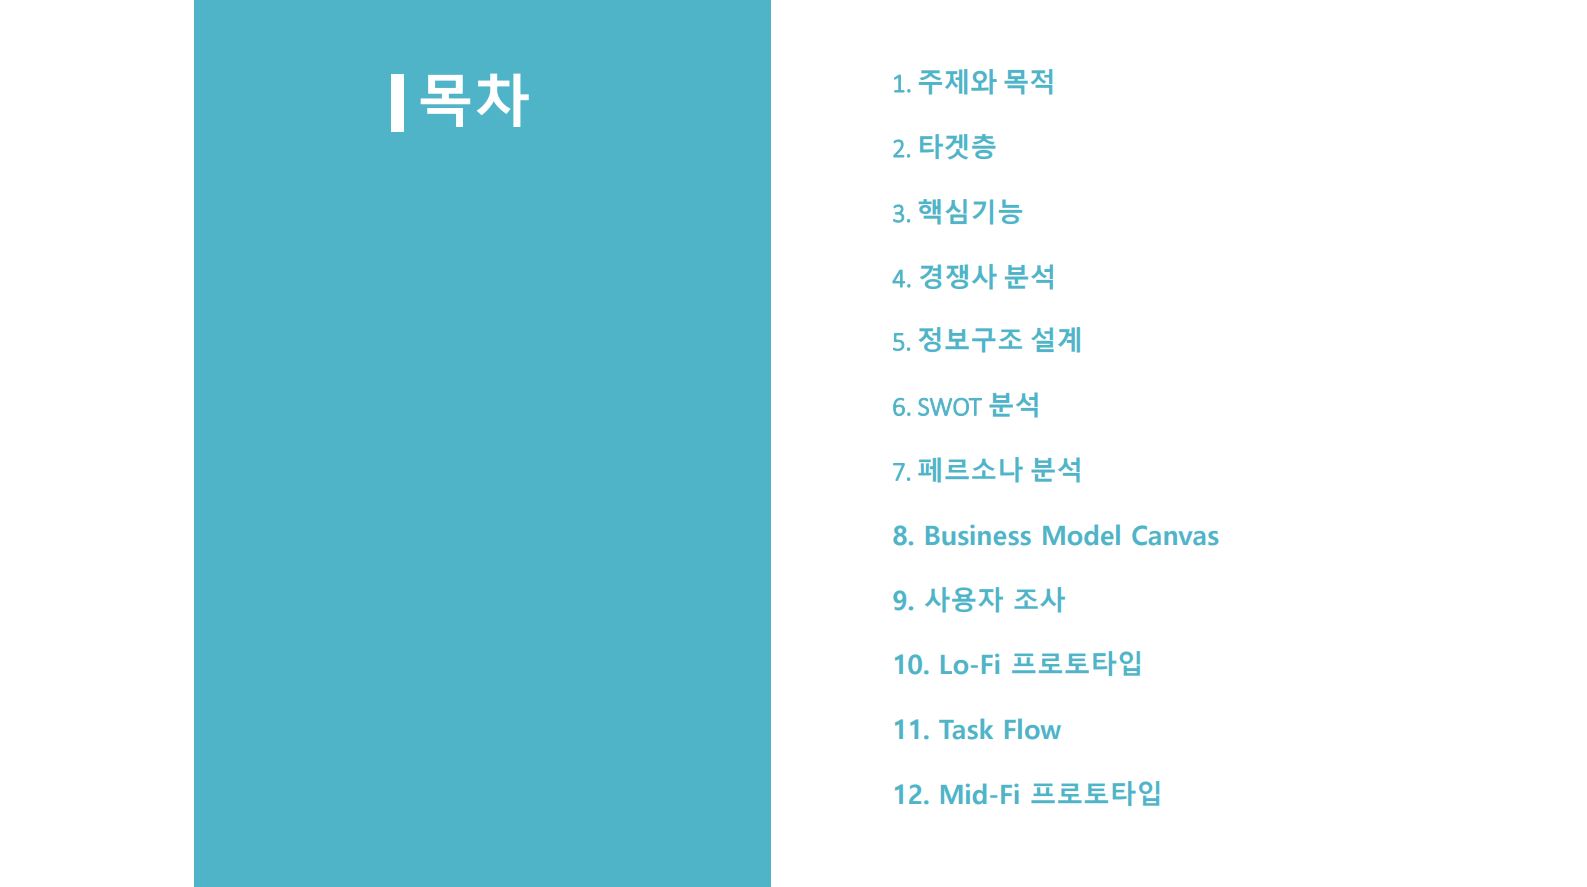 목차
1. 주제와 목적
2. 타겟층
3. 핵심기능
4. 경쟁사 분석
5. 정보구조 설계
6. SWOT 분석
7. 페르소나 분석
8. Business Model Canvas
9. 사용자 조사
10. Lo-Fi 프로토타입
11. Task Flow
12. Mid-Fi 프로토타입